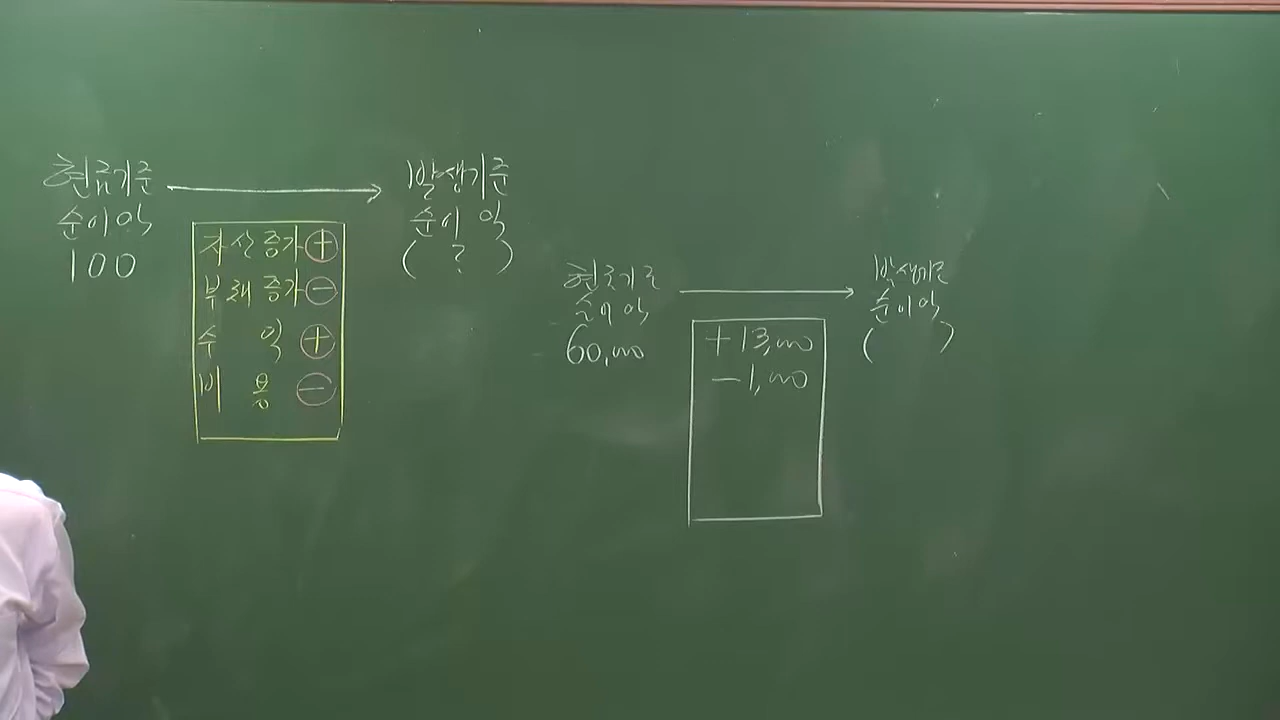 현금기준
순이익
100
자산증가 ⊕
부채증가 ⊖
수 익 ⊕
비 용 ⊖
발생기준
순이익
( ? )
현금기준
순이익
60,000
+13,000
-1,000
발생기준
순이익
( )